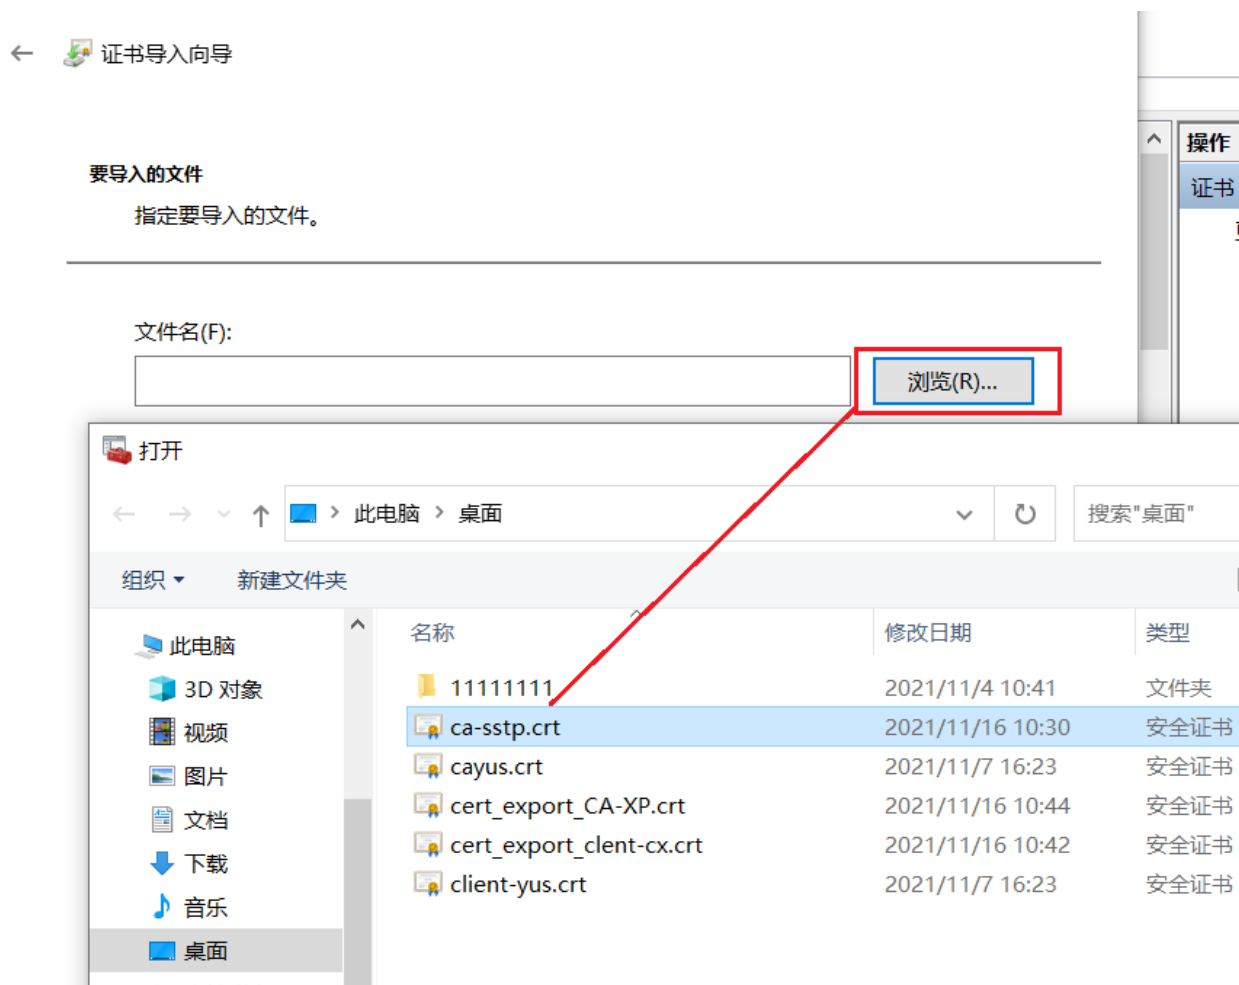 证书导入向导
操作
要导入的文件
证书
指定要导入的文件。
文件名(F):
浏览(R)...
打开
此电脑 桌面
搜索"桌面"
组织 新建文件夹
名称 修改日期 类型
此电脑
3D 对象
视频
图片
文档
下载
音乐
桌面
11111111 2021/11/4 10:41 文件夹
ca-sstp.crt 2021/11/16 10:30 安全证书
cayus.crt 2021/11/7 16:23 安全证书
cert_export_CA-XP.crt 2021/11/16 10:44 安全证书
cert_export_clent-cx.crt 2021/11/16 10:42 安全证书
client-yus.crt 2021/11/7 16:23 安全证书